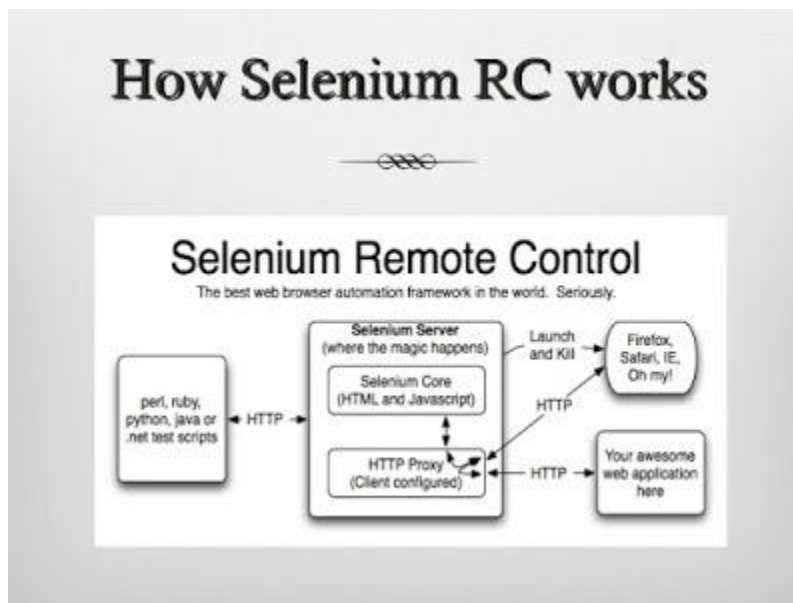 How Selenium RC works
Selenium Remote Control
The best web browser automation framework in the world. Seriously.
perl, ruby,
python, java or
.net test scripts
HTTP
Selenium Server
(where the magic happens)
Selenium Core
(HTML and Javascript)
HTTP Proxy
(Client configured)
Launch
and Kill
HTTP
HTTP
Firefox,
Safari, IE,
Oh my!
Your awesome
web application
here